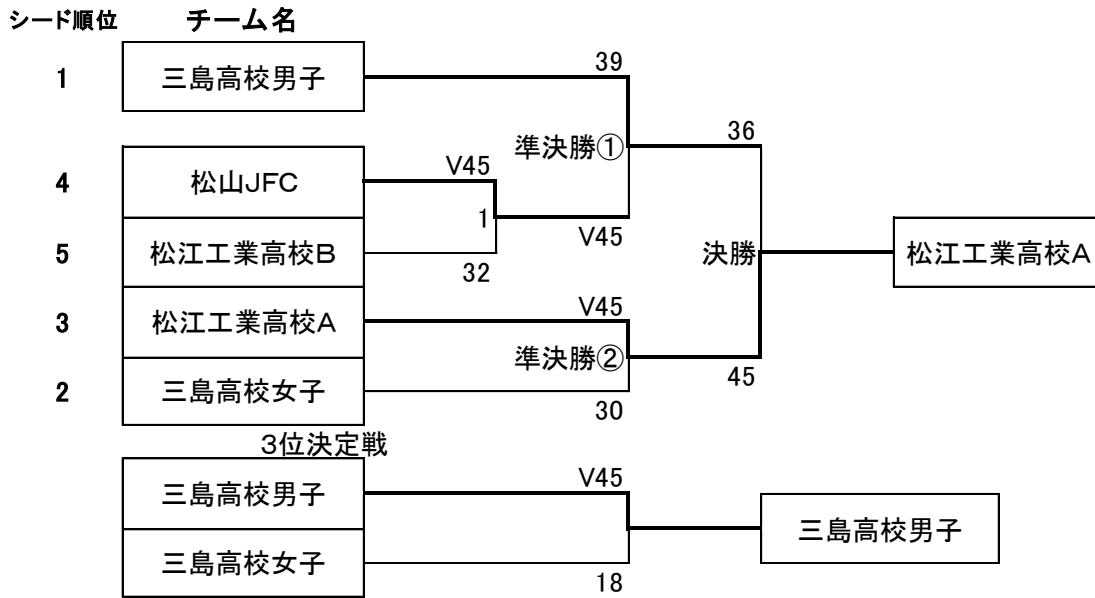 シード順位 チーム名
1 三島高校男子 39
準決勝① 36
4 松山JFC V45
1 V45
5 松江工業高校B 32 決勝 松江工業高校A
3 松江工業高校A V45
準決勝② 45
2 三島高校女子 30
3位決定戦
三島高校男子 V45
三島高校男子
三島高校女子 18